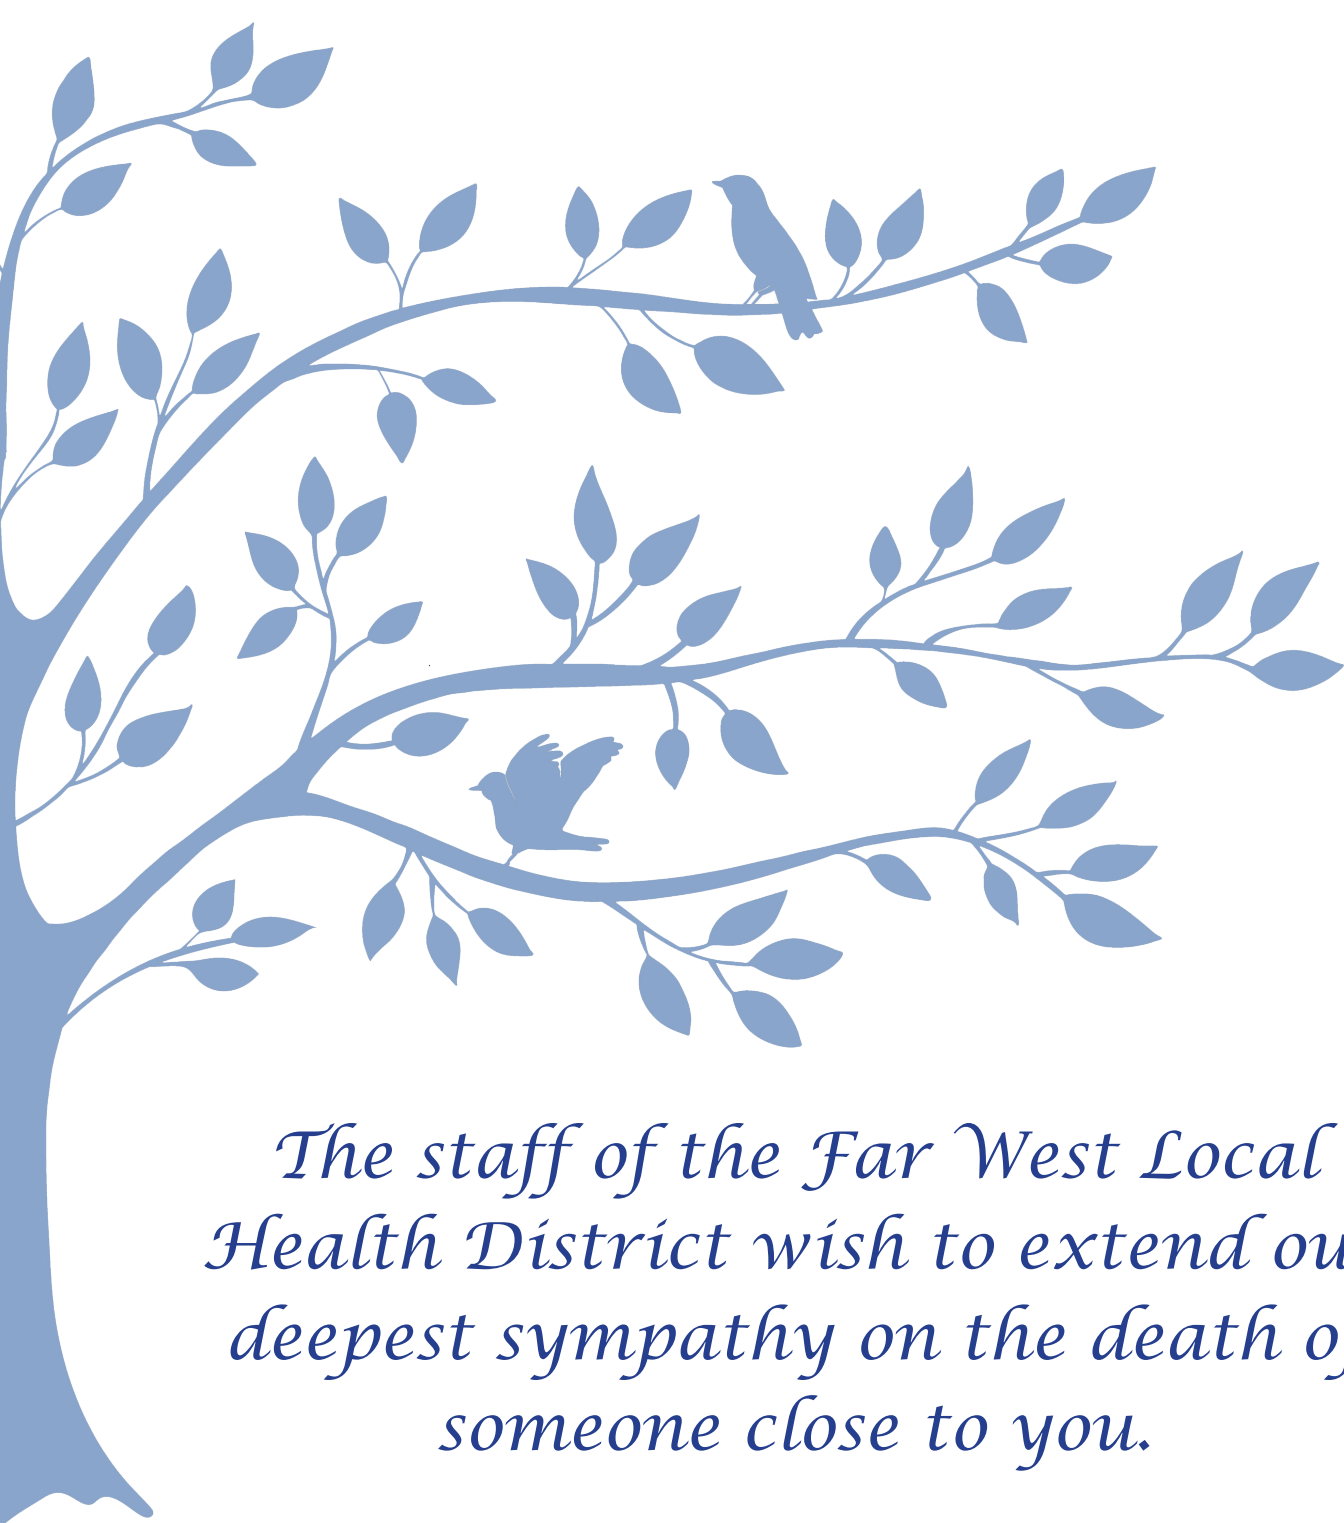 The staff of the Far West Local
Health District wish to extend ou
deepest sympathy on the death o
someone close to you.